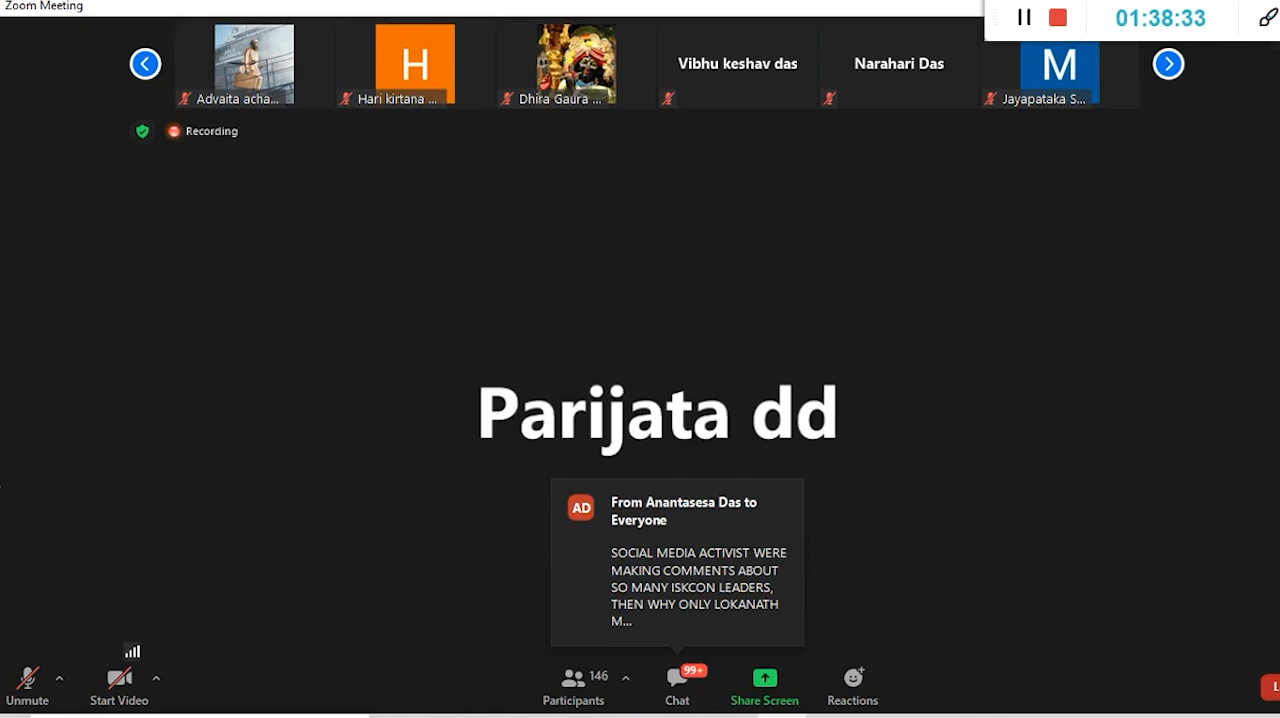 Zoom Meeting
01:38:33
H
Vibhu keshav das
Narahari Das
M
Advaita acha...
Hari kirtana ...
Dhira Gaura ...
Jayapataka S...
Recording
Parijata dd
AD
From Anantasesa Das to
Everyone
SOCIAL MEDIA ACTIVIST WERE
MAKING COMMENTS ABOUT
SO MANY ISKCON LEADERS,
THEN WHY ONLY LOKANATH
M...
146
99+
Unmute
Start Video
Participants
Chat
Share Screen
Reactions
L